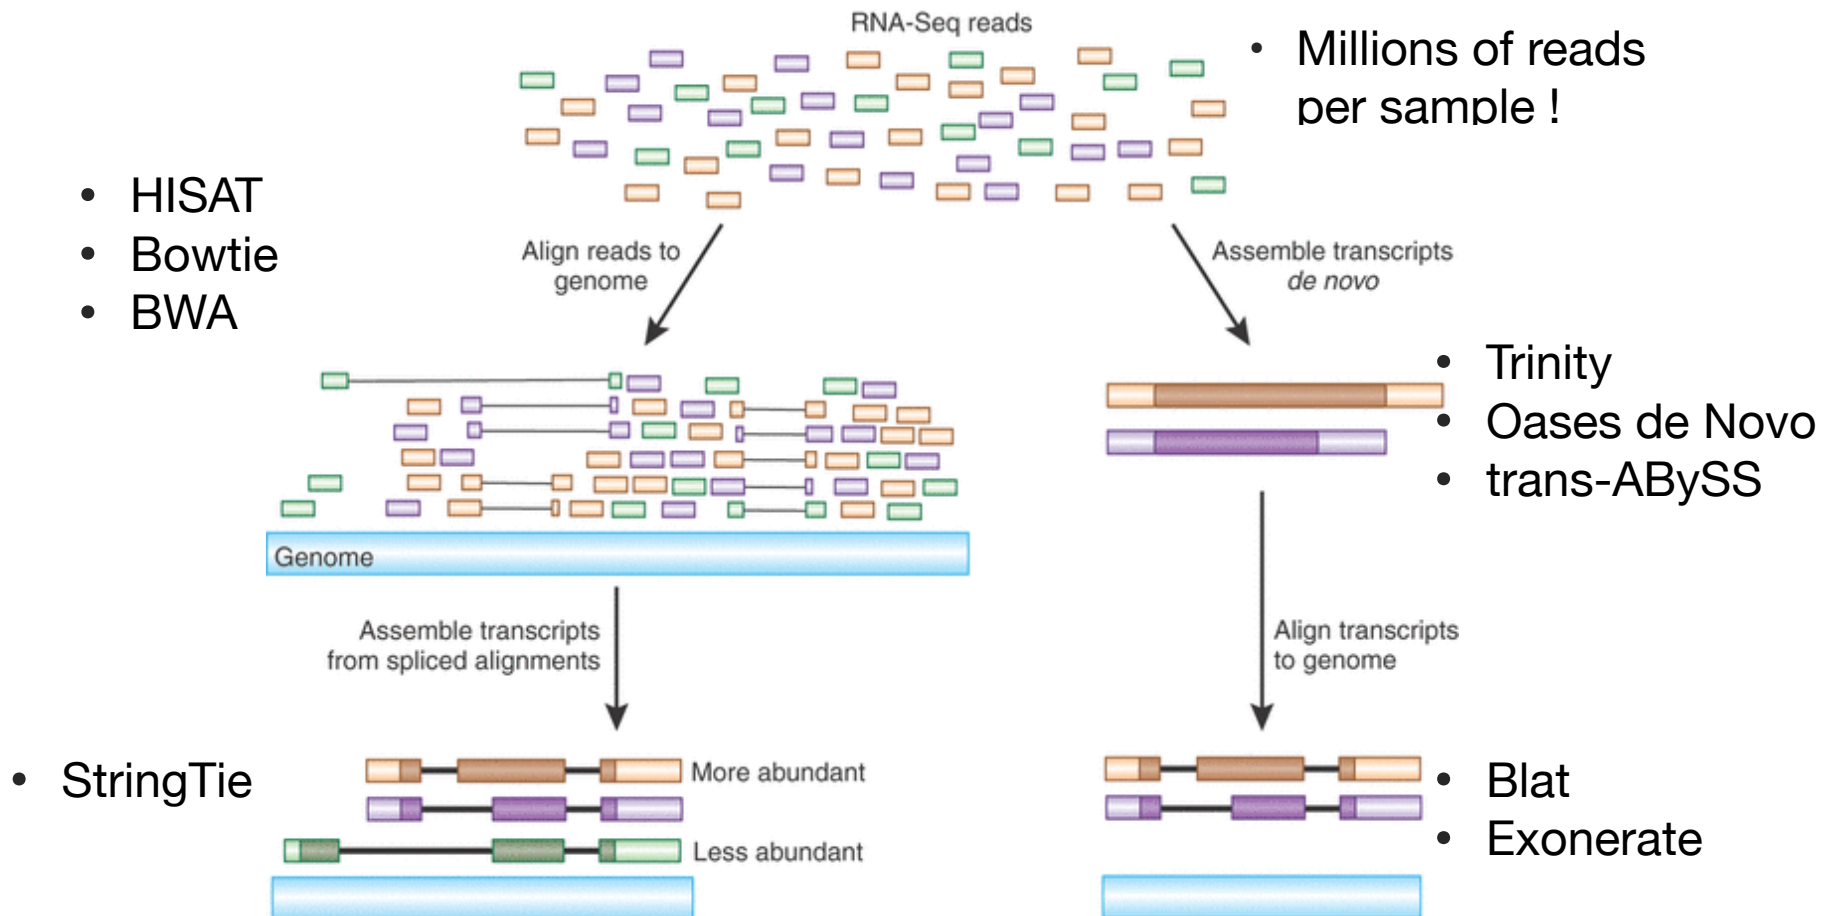 RNA-Seq reads
• Millions of reads
per sample !
• HISAT
• Bowtie
• BWA
Align reads to
genome
Assemble transcripts
de novo
• Trinity
• Oases de Novo
• trans-ABySS
Genome
Assemble transcripts
from spliced alignments
Align transcripts
to genome
• StringTie
More abundant
Less abundant
• Blat
• Exonerate